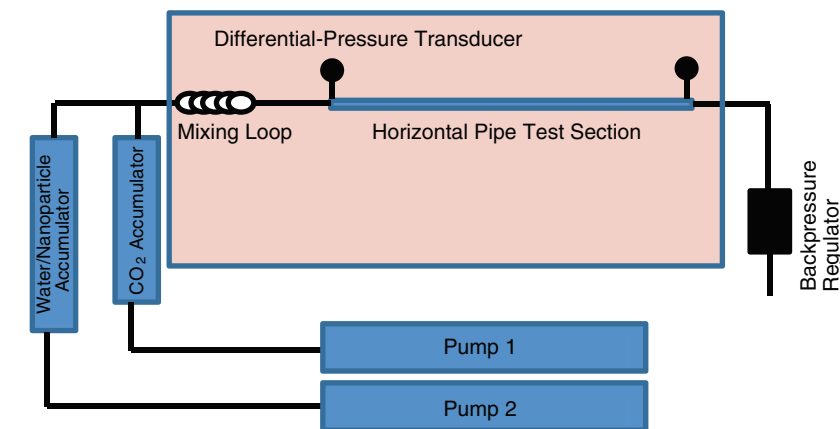 Differential-Pressure Transducer
Mixing Loop
Horizontal Pipe Test Section
Water/Nanoparticle
Accumulator
CO₂ Accumulator
Backpressure
Regulator
Pump 1
Pump 2